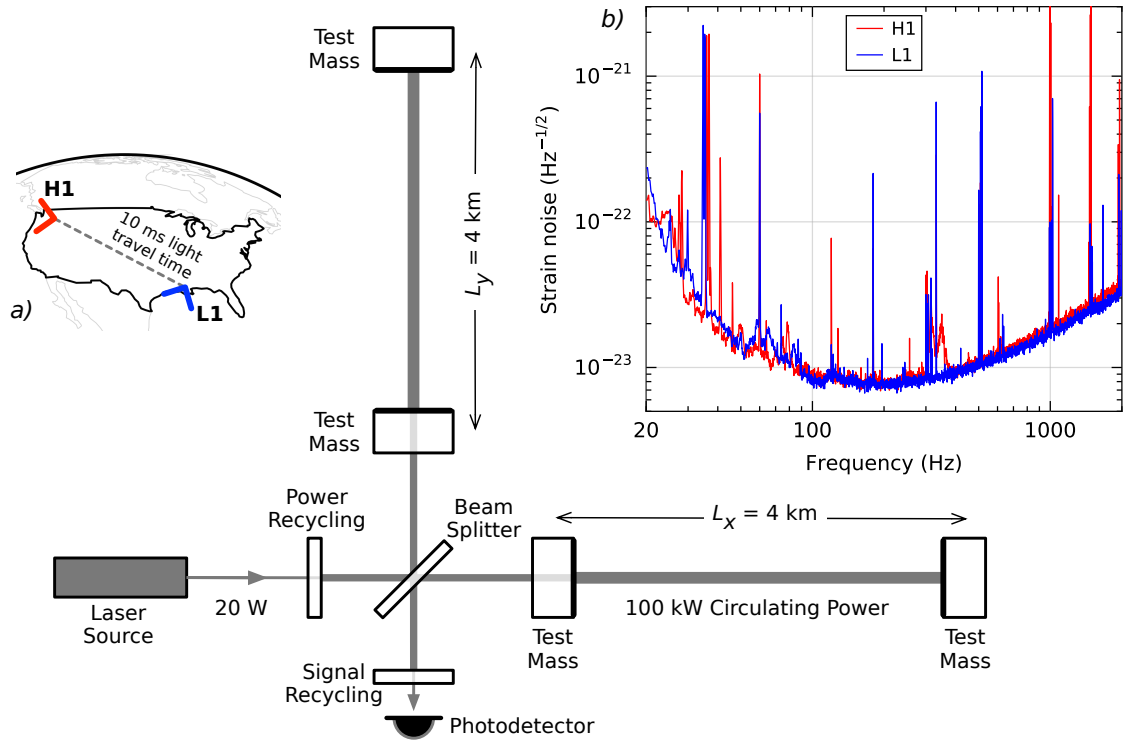 Test
Mass
L_y = 4 km
H1
10 ms light
travel time
a)
L1
Test
Mass
Power
Recycling
Beam
Splitter
L_x = 4 km
20 W
100 kW Circulating Power
Laser
Source
Test
Mass
Test
Mass
Signal
Recycling
Photodetector
b)
H1
L1
Strain noise (Hz^{-1/2})
10^{-21}
10^{-22}
10^{-23}
20
100
1000
Frequency (Hz)